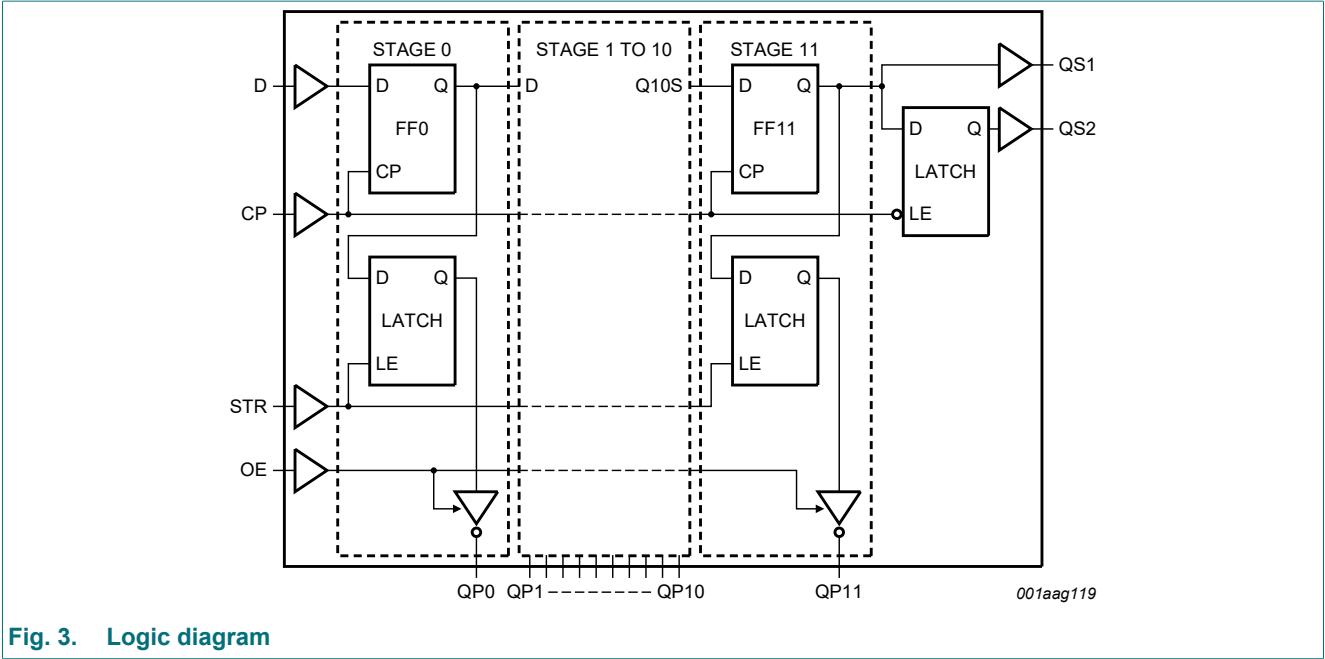 STAGE 0 STAGE 1 TO 10 STAGE 11
QS1
D D Q D Q10S D Q
FF0 FF11 D Q QS2
CP CP LATCH
CP LE
D Q D Q
LATCH LATCH
LE LE
STR
OE
QP0 QP1 QP10 QP11 001aag119
Fig. 3. Logic diagram